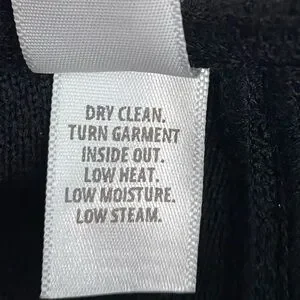 DRY CLEAN.
TURN GARMENT
INSIDE OUT.
LOW HEAT.
LOW MOISTURE.
LOW STEAM.